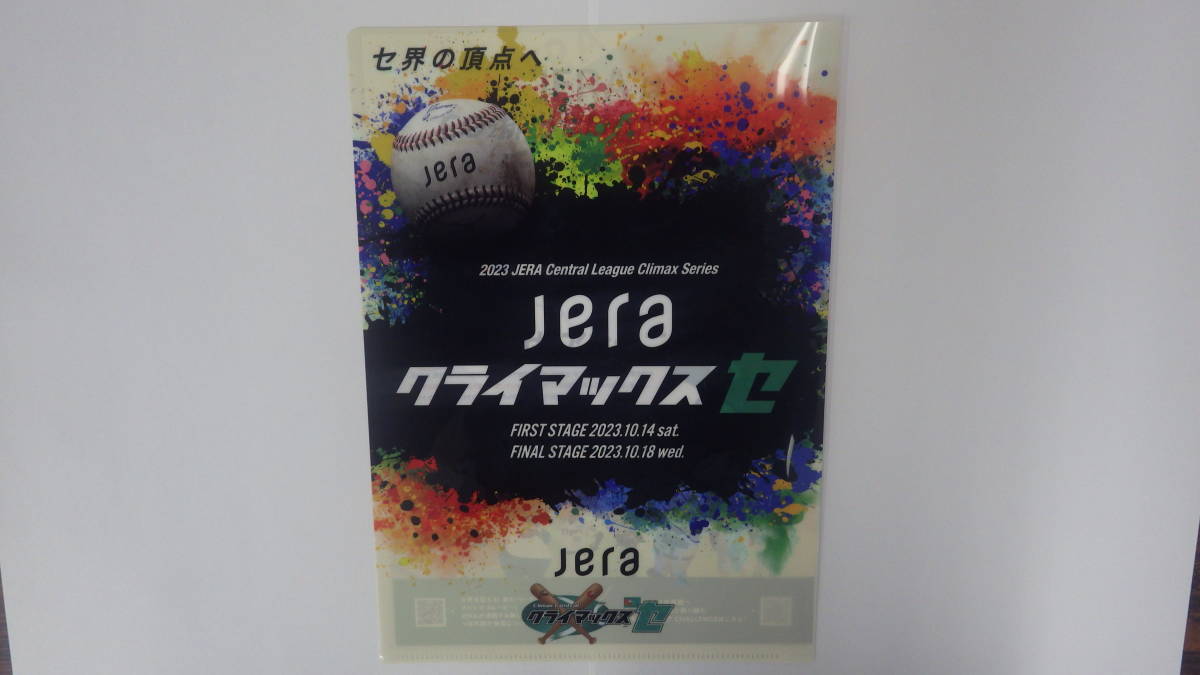 セ界の頂点へ
jera
2023 JERA Central League Climax Series
jera
クライマックス セ
FIRST STAGE 2023.10.14 sat.
FINAL STAGE 2023.10.18 wed.
jera
Climax Central
クライマックス セ